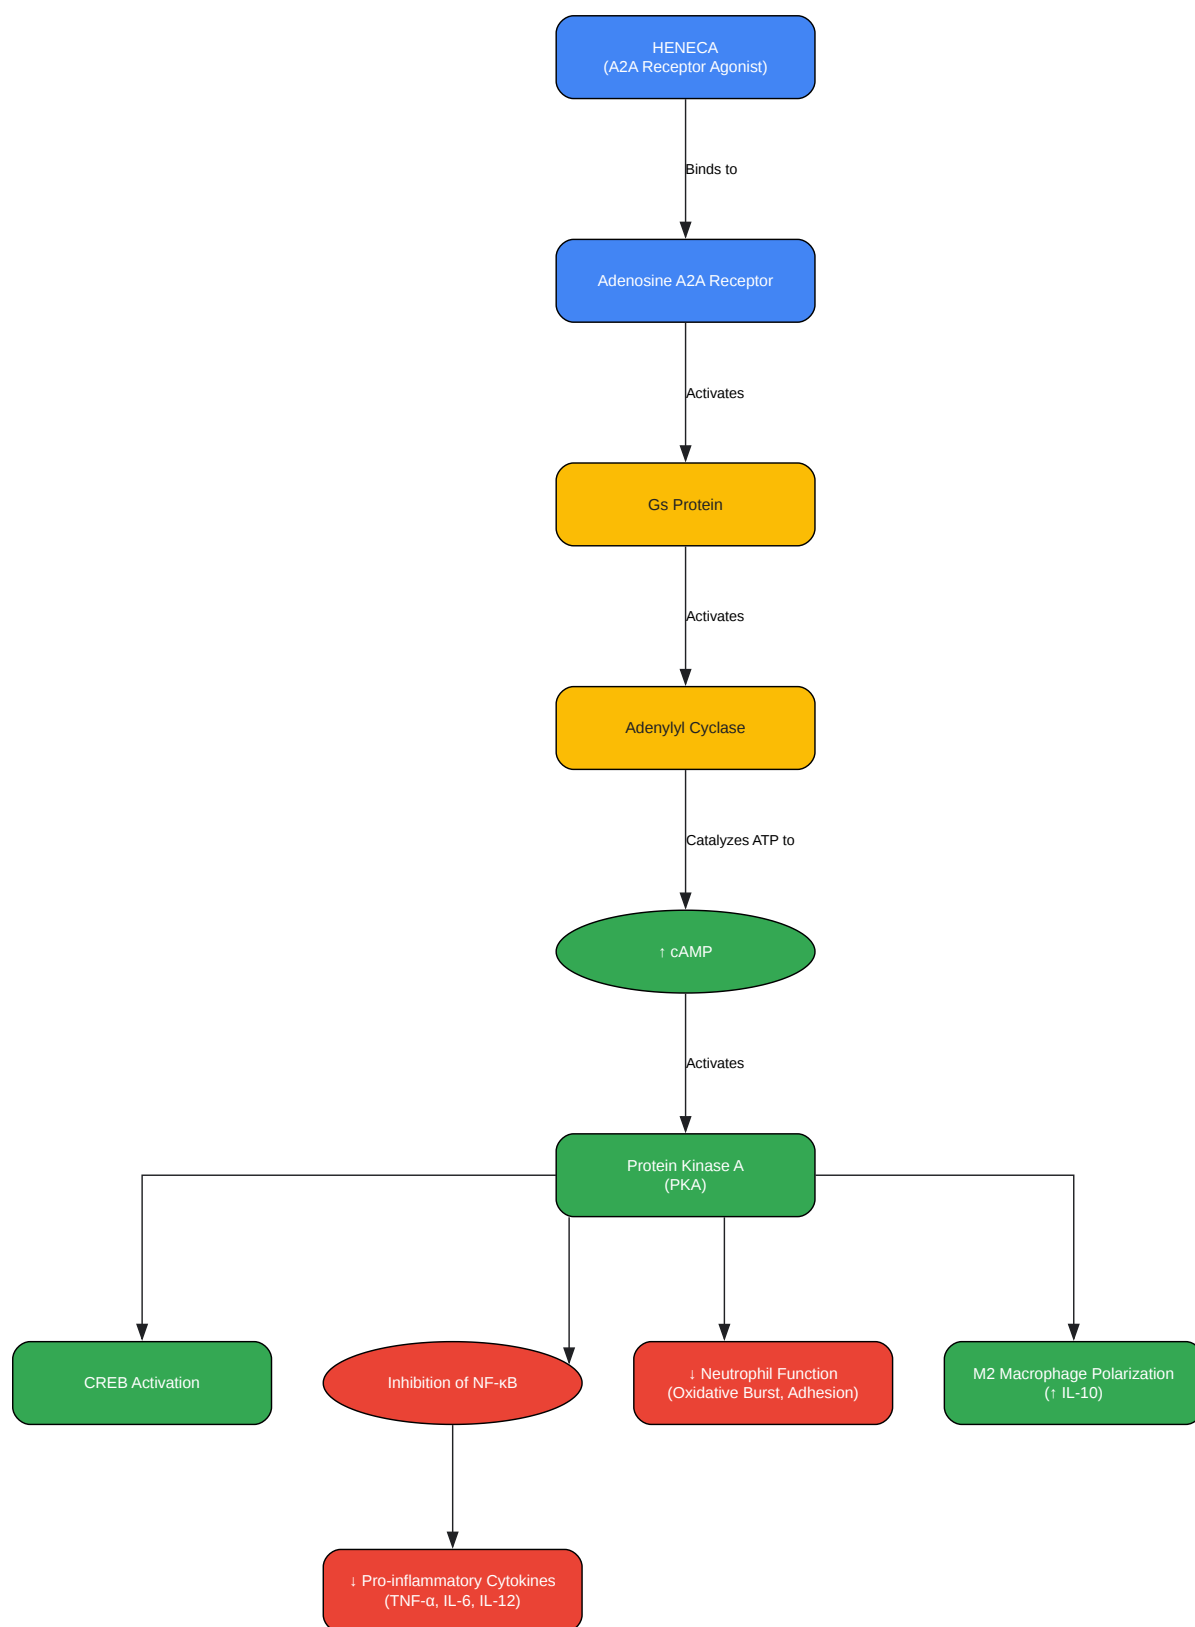 HENECA
(A2A Receptor Agonist)
Binds to
Adenosine A2A Receptor
Activates
Gs Protein
Activates
Adenylyl Cyclase
Catalyzes ATP to
↑ cAMP
Activates
Protein Kinase A
(PKA)
CREB Activation
Inhibition of NF-κB
↓ Neutrophil Function
(Oxidative Burst, Adhesion)
M2 Macrophage Polarization
(↑ IL-10)
↓ Pro-inflammatory Cytokines
(TNF-α, IL-6, IL-12)